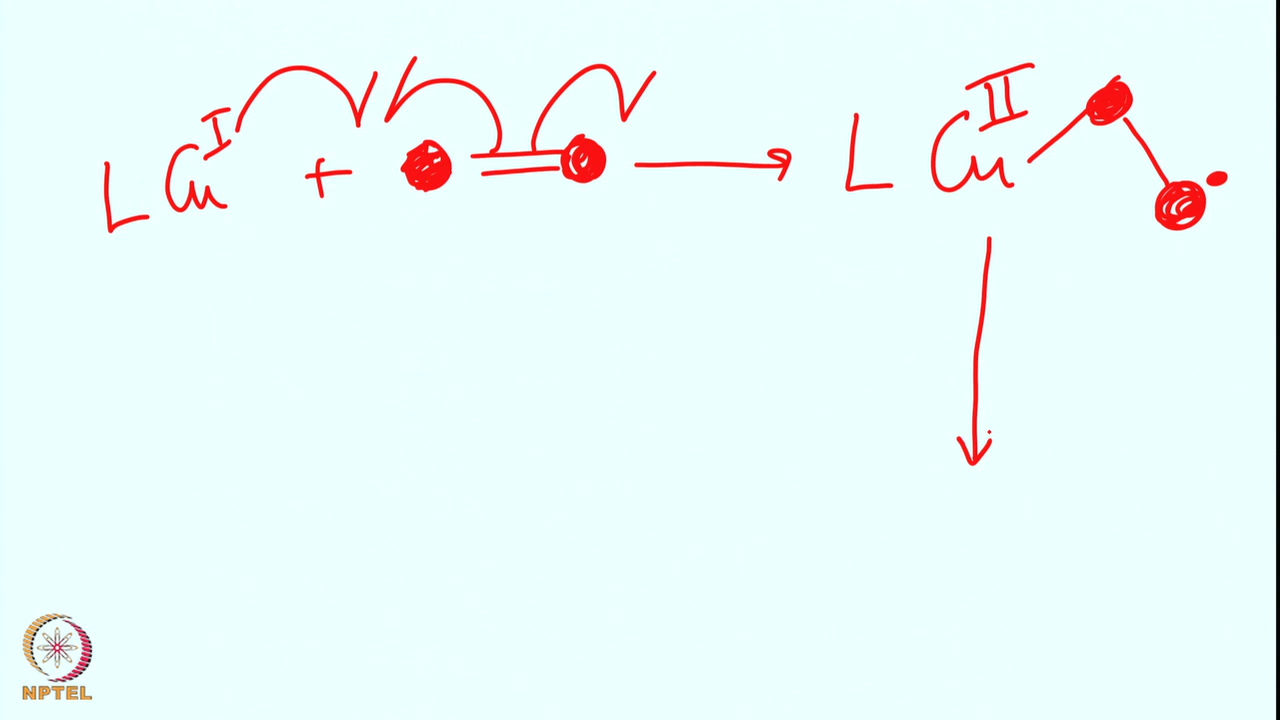 L Cu^I + = → L Cu^II
NPTEL